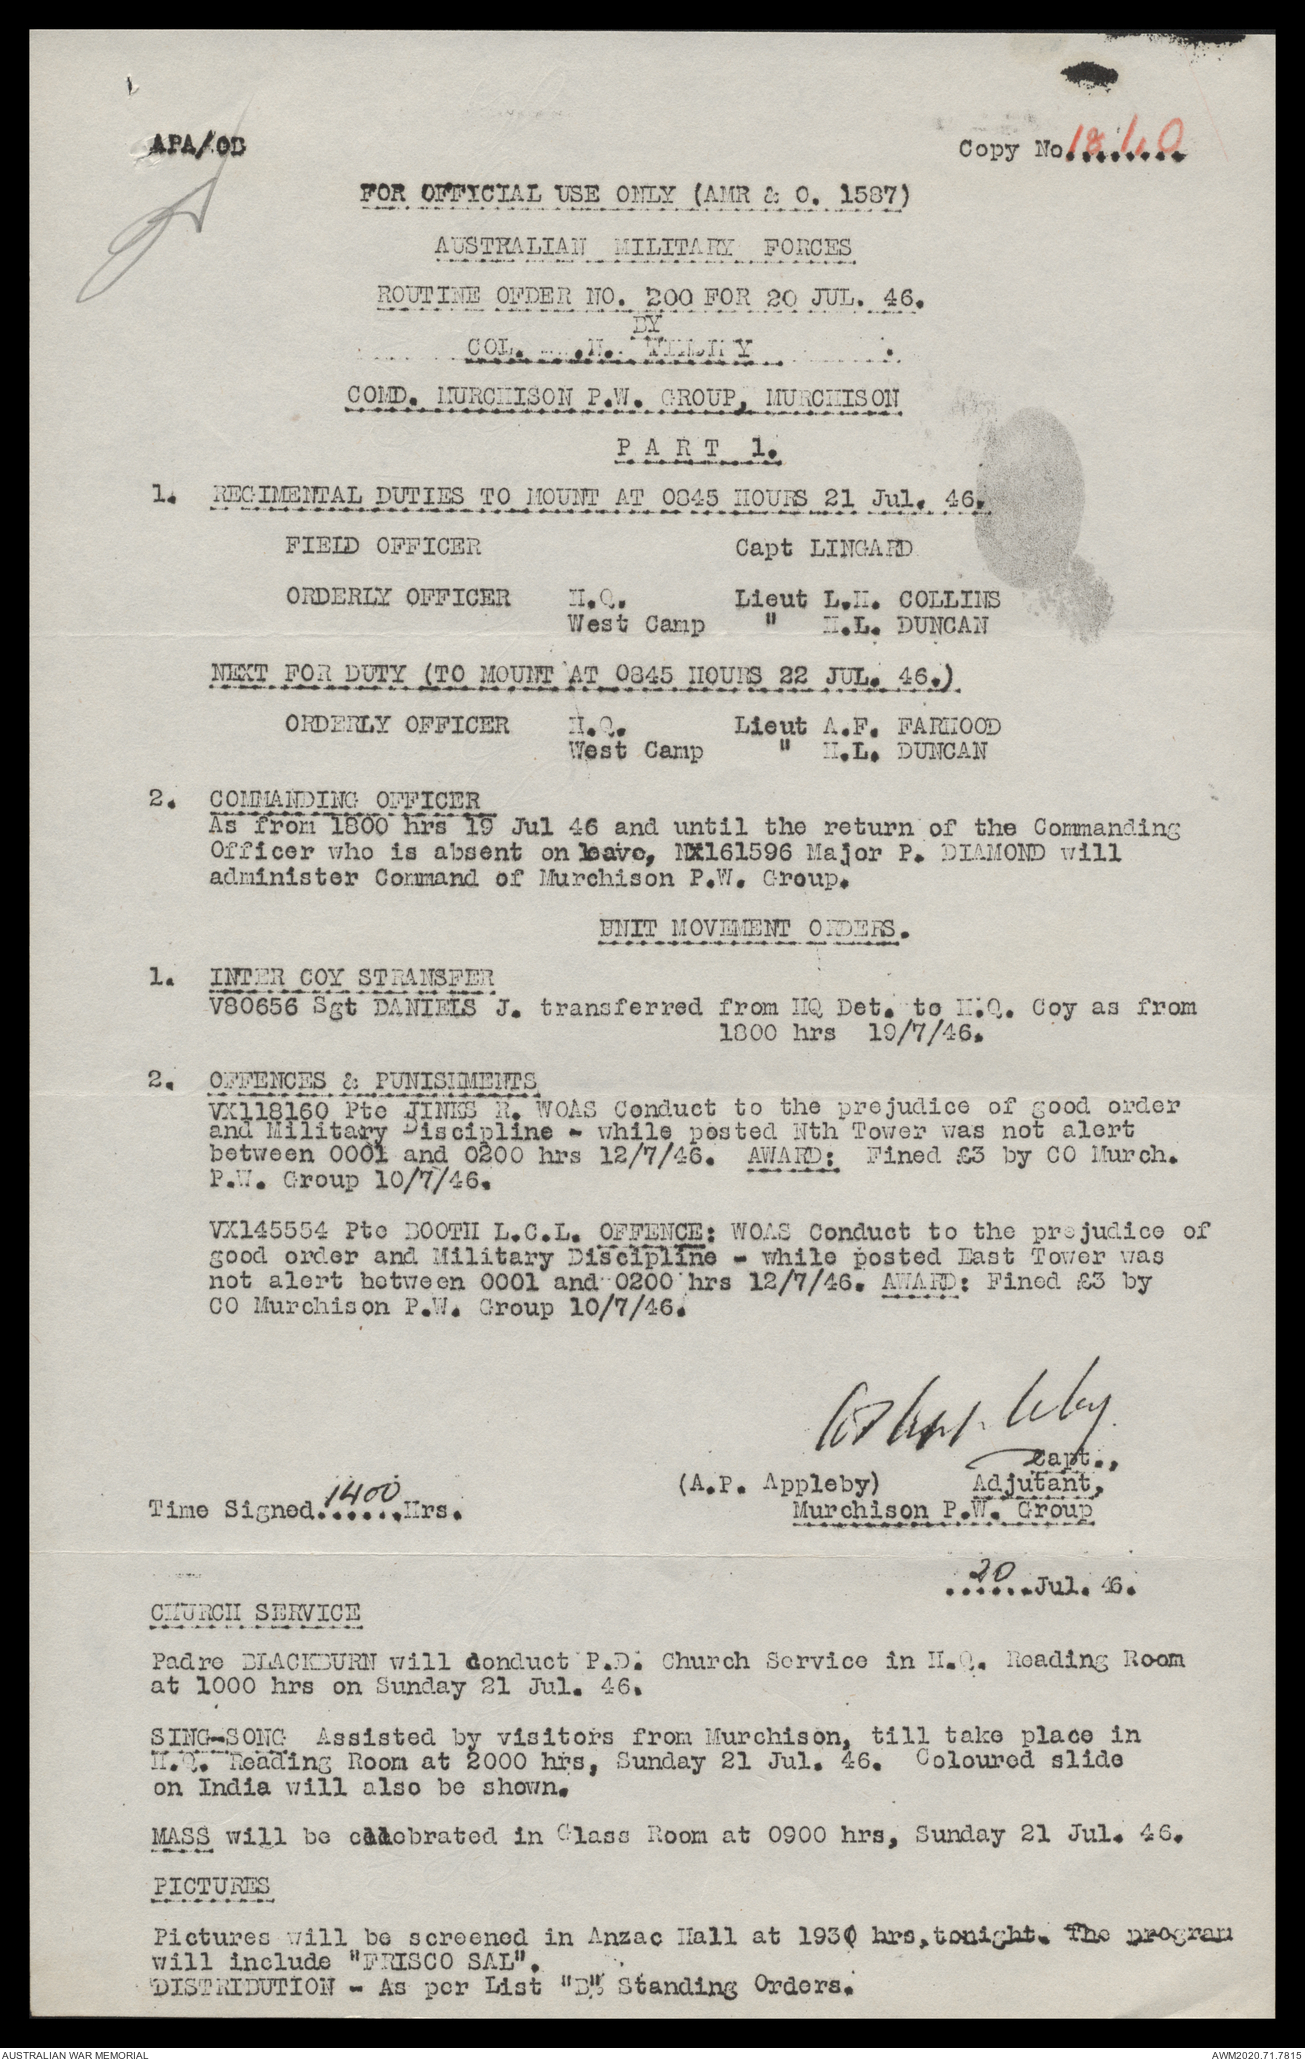 APA/OB
Copy No........
FOR OFFICIAL USE ONLY (AMR & O. 1587)
AUSTRALIAN MILITARY FORCES
ROUTINE ORDER NO. 200 FOR 20 JUL. 46.
BY
COL.
COMD. MURCHISON P.W. GROUP, MURCHISON
P A R T 1.
1. REGIMENTAL DUTIES TO MOUNT AT 0845 HOURS 21 Jul. 46.
FIELD OFFICER Capt LINGARD
ORDERLY OFFICER H.Q. Lieut L.H. COLLINS
West Camp " H.L. DUNCAN
NEXT FOR DUTY (TO MOUNT AT 0845 HOURS 22 JUL. 46.)
ORDERLY OFFICER H.Q. Lieut A.F. FARHOOD
West Camp " H.L. DUNCAN
2. COMMANDING OFFICER
As from 1800 hrs 19 Jul 46 and until the return of the Commanding
Officer who is absent on leave, NX161596 Major P. DIAMOND will
administer Command of Murchison P.W. Group.
UNIT MOVEMENT ORDERS.
1. INTER COY STRANSFER
V80656 Sgt DANIELS J. transferred from HQ Det. to H.Q. Coy as from
1800 hrs 19/7/46.
2. OFFENCES & PUNISHMENTS
VX118160 Pte JINKS R. WOAS Conduct to the prejudice of good order
and Military Discipline - while posted Nth Tower was not alert
between 0001 and 0200 hrs 12/7/46. AWARD: Fined £3 by CO Murch.
P.W. Group 10/7/46.
VX145554 Pte BOOTH L.C.L. OFFENCE: WOAS Conduct to the prejudice of
good order and Military Discipline - while posted East Tower was
not alert between 0001 and 0200 hrs 12/7/46. AWARD: Fined £3 by
CO Murchison P.W. Group 10/7/46.
Capt.,
(A.P. Appleby) Adjutant,
Time Signed.1400.Hrs.
Murchison P.W. Group
..20..Jul. 46.
CHURCH SERVICE
Padre BLACKBURN will conduct P.D. Church Service in H.Q. Reading Room
at 1000 hrs on Sunday 21 Jul. 46.
SING-SONG Assisted by visitors from Murchison, till take place in
H.Q. Reading Room at 2000 hrs, Sunday 21 Jul. 46. Coloured slide
on India will also be shown.
MASS will be celebrated in Glass Room at 0900 hrs, Sunday 21 Jul. 46.
PICTURES
Pictures will be screened in Anzac Hall at 1930 hrs, tonight. The program
will include "FRISCO SAL".
DISTRIBUTION - As per List "B" Standing Orders.
AUSTRALIAN WAR MEMORIAL
AWM2020.71.7815